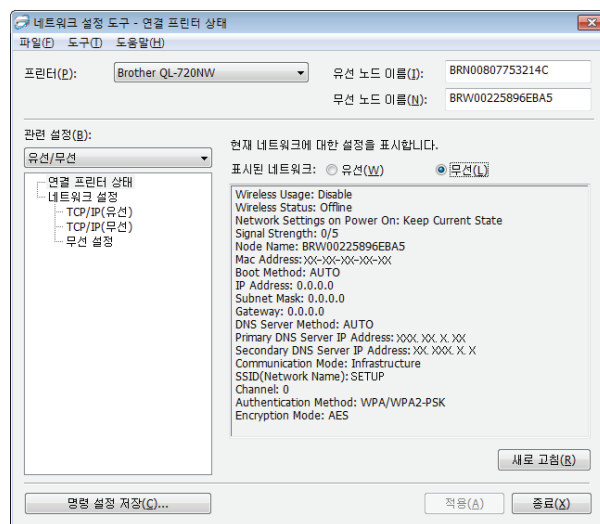 네트워크 설정 도구 - 연결 프린터 상태
파일(F) 도구(T) 도움말(H)
프린터(P): Brother QL-720NW 유선 노드 이름(I): BRN00807753214C
무선 노드 이름(N): BRW00225896EBA5
관련 설정(B):
유선/무선
연결 프린터 상태
네트워크 설정
TCP/IP(유선)
TCP/IP(무선)
무선 설정
현재 네트워크에 대한 설정을 표시합니다.
표시된 네트워크: 유선(W) 무선(L)
Wireless Usage: Disable
Wireless Status: Offline
Network Settings on Power On: Keep Current State
Signal Strength: 0/5
Node Name: BRW00225896EBA5
Mac Address: XX-XX-XX-XX-XX
Boot Method: AUTO
IP Address: 0.0.0.0
Subnet Mask: 0.0.0.0
Gateway: 0.0.0.0
DNS Server Method: AUTO
Primary DNS Server IP Address: XXX. XX. X. XX
Secondary DNS Server IP Address: XX. XXX. X. X
Communication Mode: Infrastructure
SSID(Network Name): SETUP
Channel: 0
Authentication Method: WPA/WPA2-PSK
Encryption Mode: AES
새로 고침(R)
명령 설정 저장(C)... 적용(A) 종료(X)